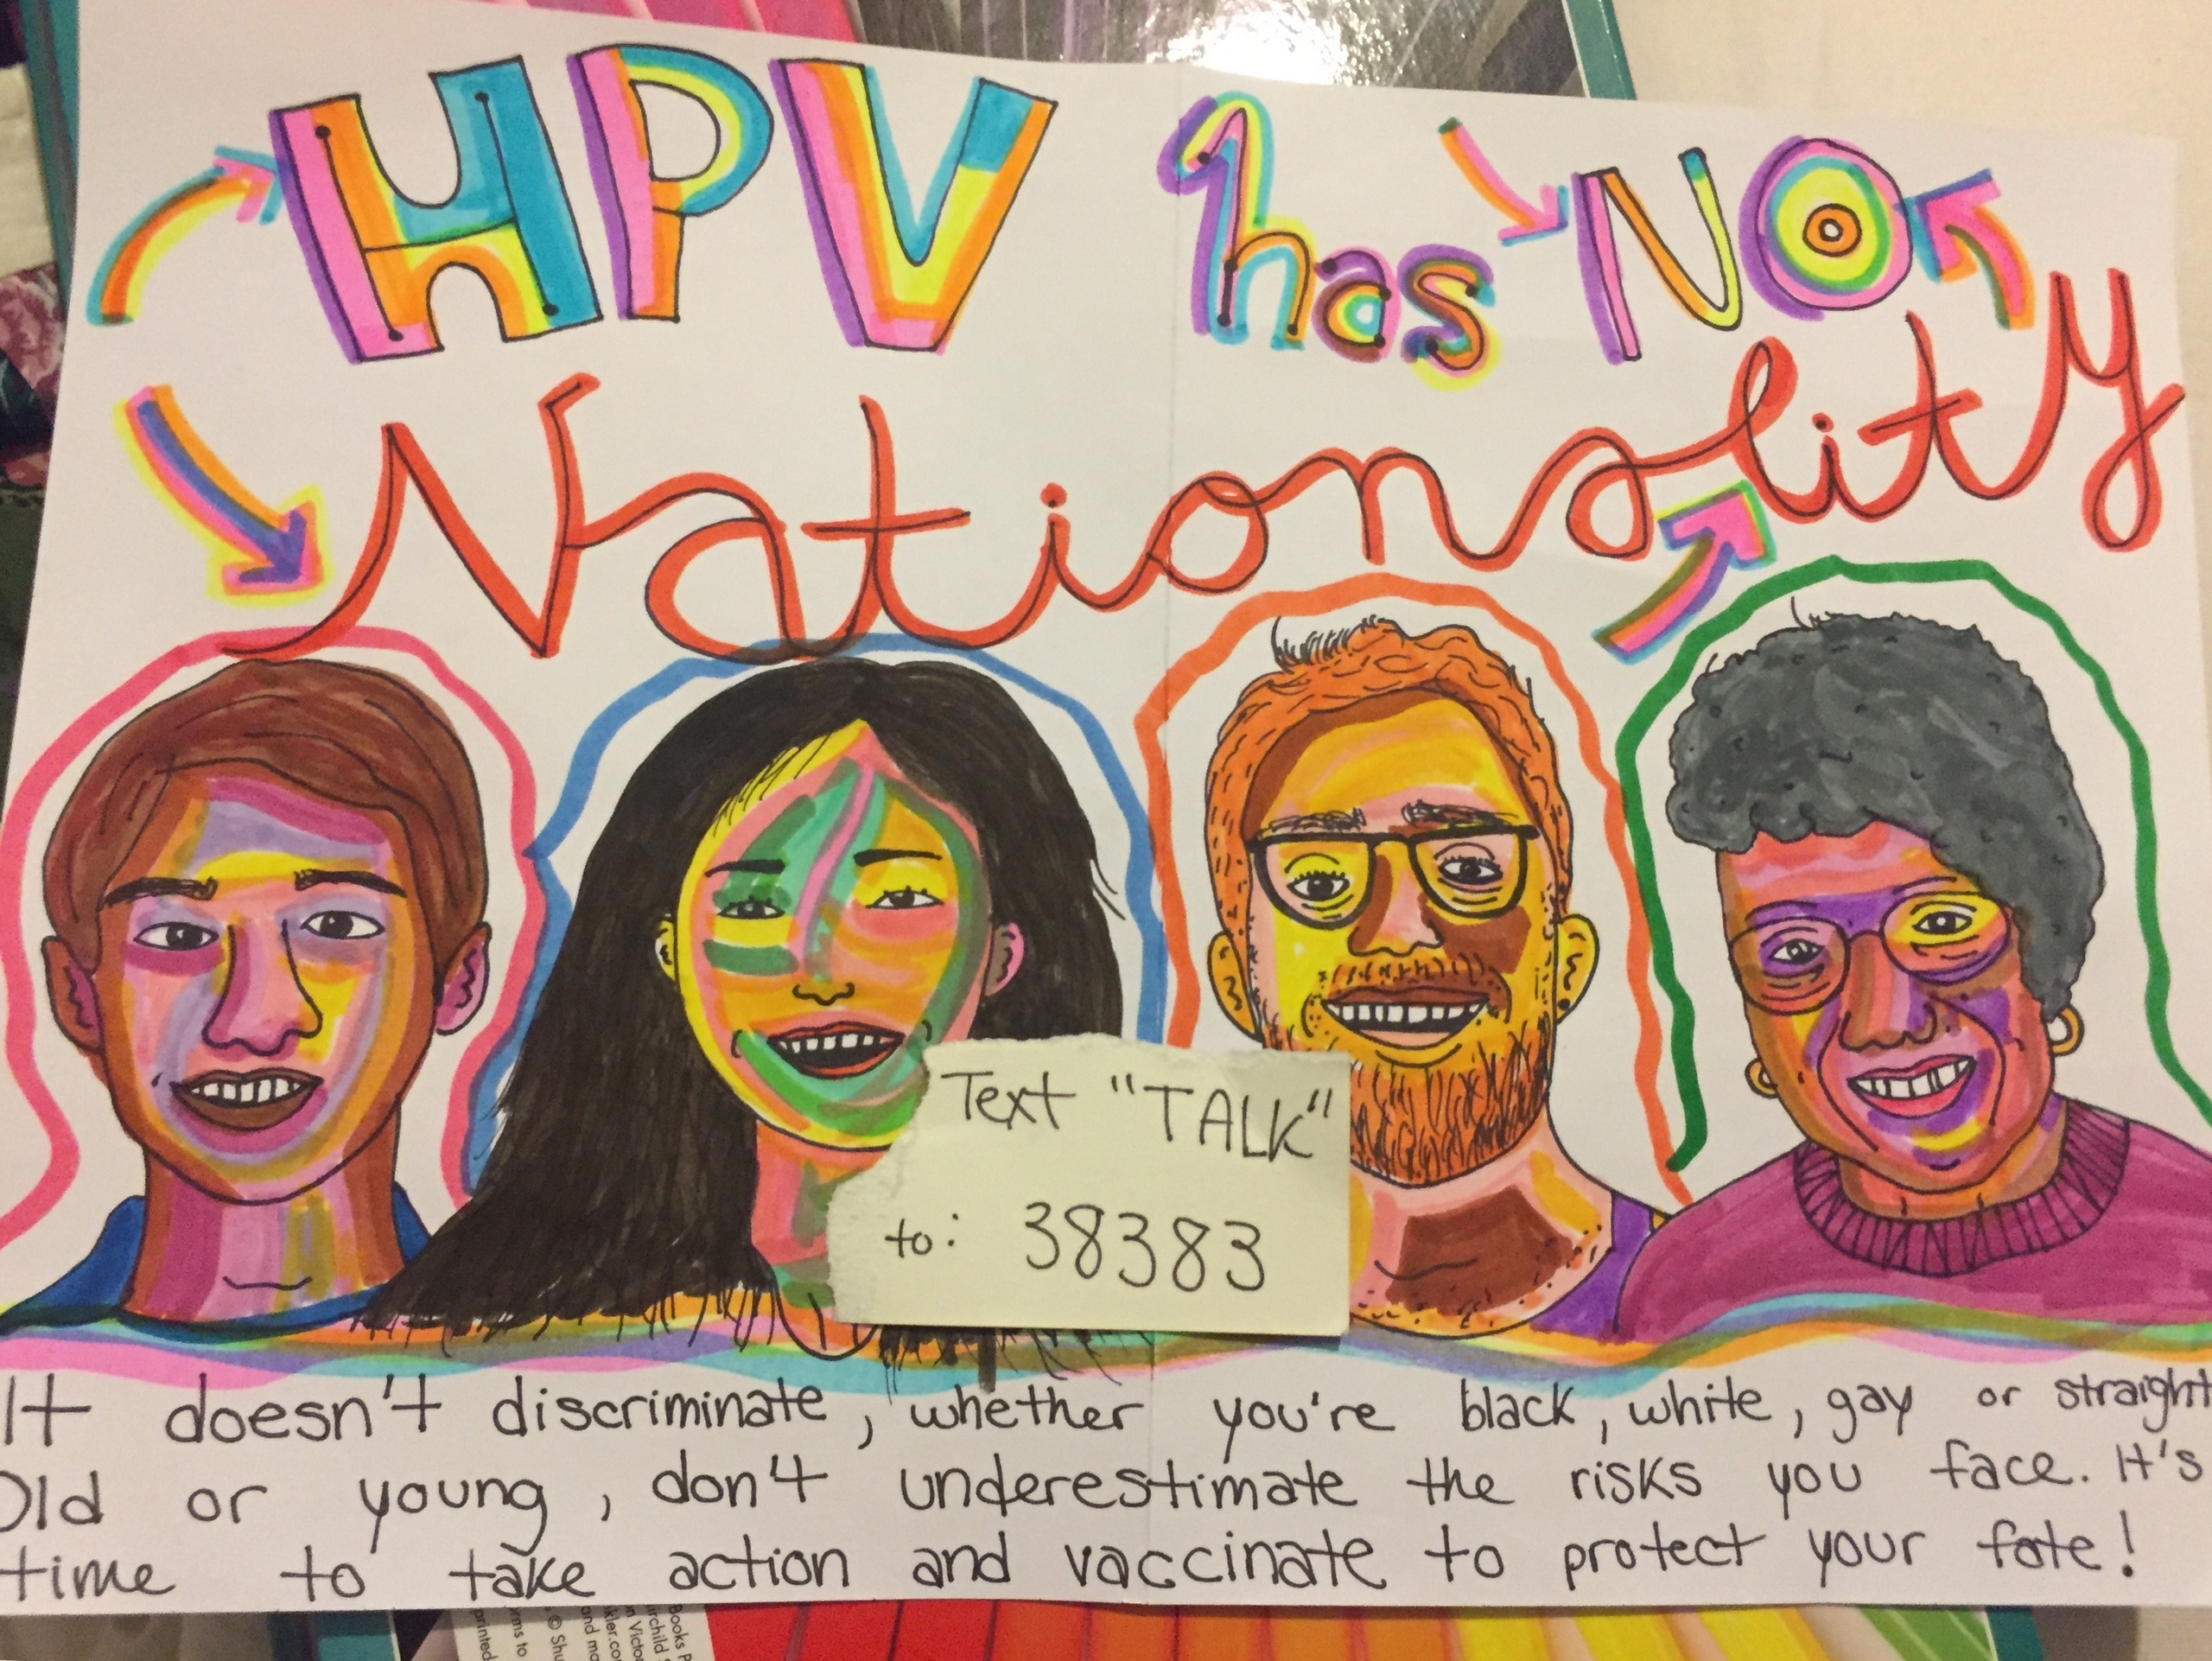 HPV has NO
Nationality
Text "TALK"
to: 38383
It doesn't discriminate, whether you're black, white, gay or straight
Old or young, don't underestimate the risks you face. It's
time to take action and vaccinate to protect your fate!
Books P
printed